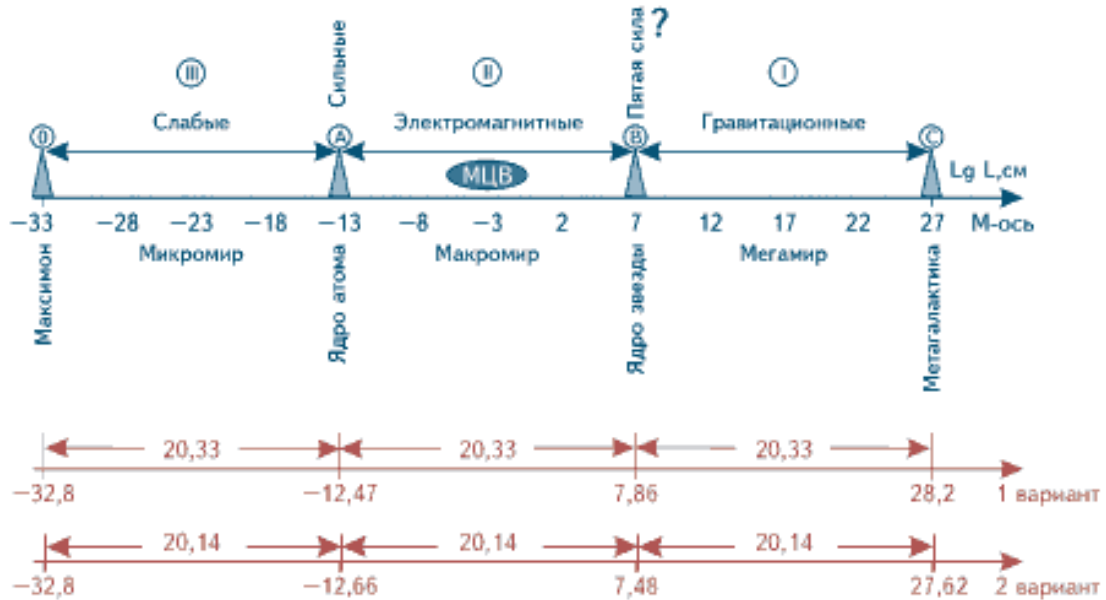 Сильные
Пятая сила ?
III
II
I
Слабые
Электромагнитные
Гравитационные
0
A
B
C
МЦВ
Lg L,см
−33 −28 −23 −18 −13 −8 −3 2 7 12 17 22 27 М-ось
Микромир
Макромир
Мегамир
Максимон
Ядро атома
Ядро звезды
Метагалактика
20,33 20,33 20,33
−32,8 −12,47 7,86 28,2 1 вариант
20,14 20,14 20,14
−32,8 −12,66 7,48 27,62 2 вариант